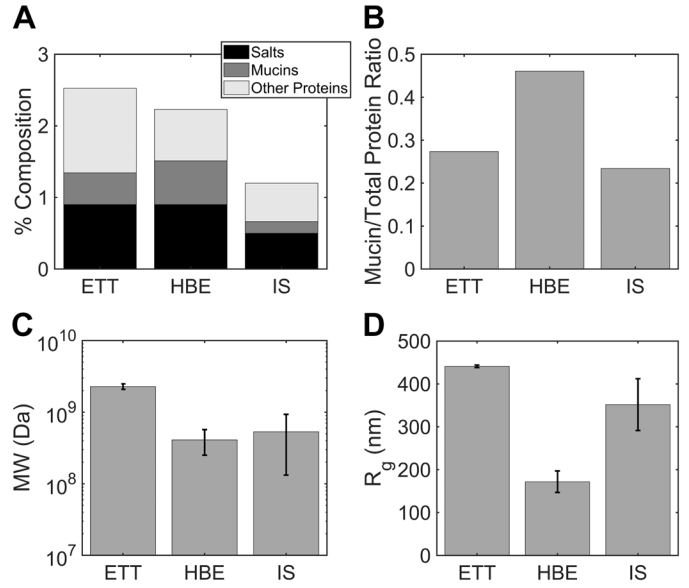 A
3
2
1
0
% Composition
Salts
Mucins
Other Proteins
ETT HBE IS
B
0.5
0.4
0.3
0.2
0.1
0
Mucin/Total Protein Ratio
ETT HBE IS
C
10^10
10^9
10^8
10^7
MW (Da)
ETT HBE IS
D
500
400
300
200
100
0
R_g (nm)
ETT HBE IS